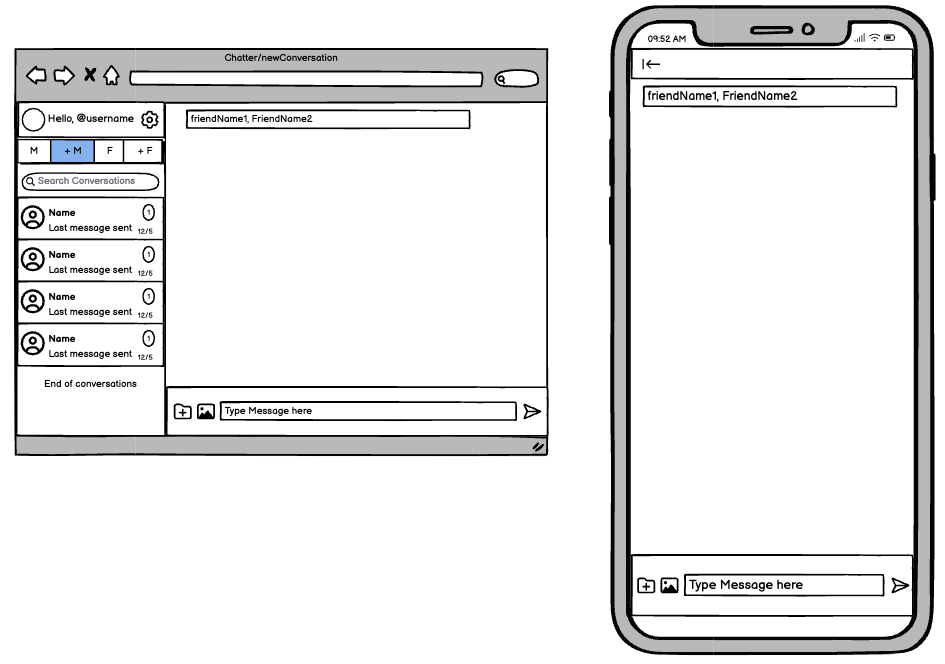 Chatter/newConversation
Hello, @username
M
+ M
F
+ F
Search Conversations
Name
1
Last message sent
12/5
Name
1
Last message sent
12/5
Name
1
Last message sent
12/5
Name
1
Last message sent
12/5
End of conversations
friendName1, FriendName2
Type Message here
09:52 AM
friendName1, FriendName2
Type Message here